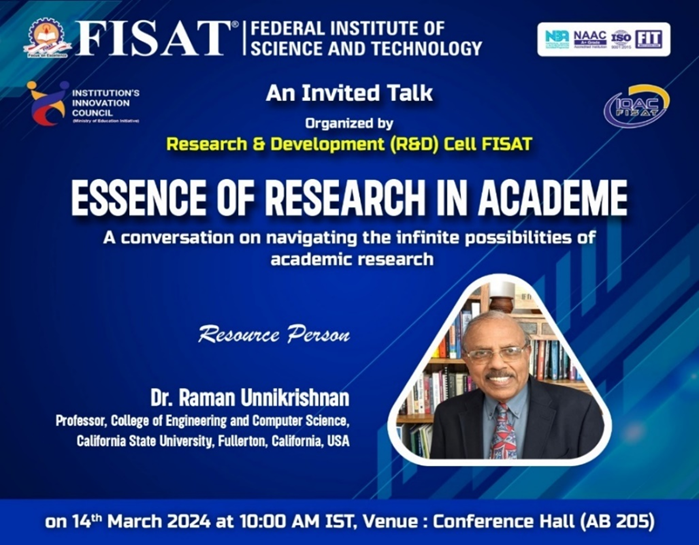 FISAT®
FEDERAL INSTITUTE OF
SCIENCE AND TECHNOLOGY
NAAC
ISO
FIT
INSTITUTION'S
INNOVATION
COUNCIL
(Ministry of Education Initiative)
IQAC
FISAT
An Invited Talk
Organized by
Research & Development (R&D) Cell FISAT
ESSENCE OF RESEARCH IN ACADEME
A conversation on navigating the infinite possibilities of
academic research
Resource Person
Dr. Raman Unnikrishnan
Professor, College of Engineering and Computer Science,
California State University, Fullerton, California, USA
on 14th March 2024 at 10:00 AM IST, Venue : Conference Hall (AB 205)